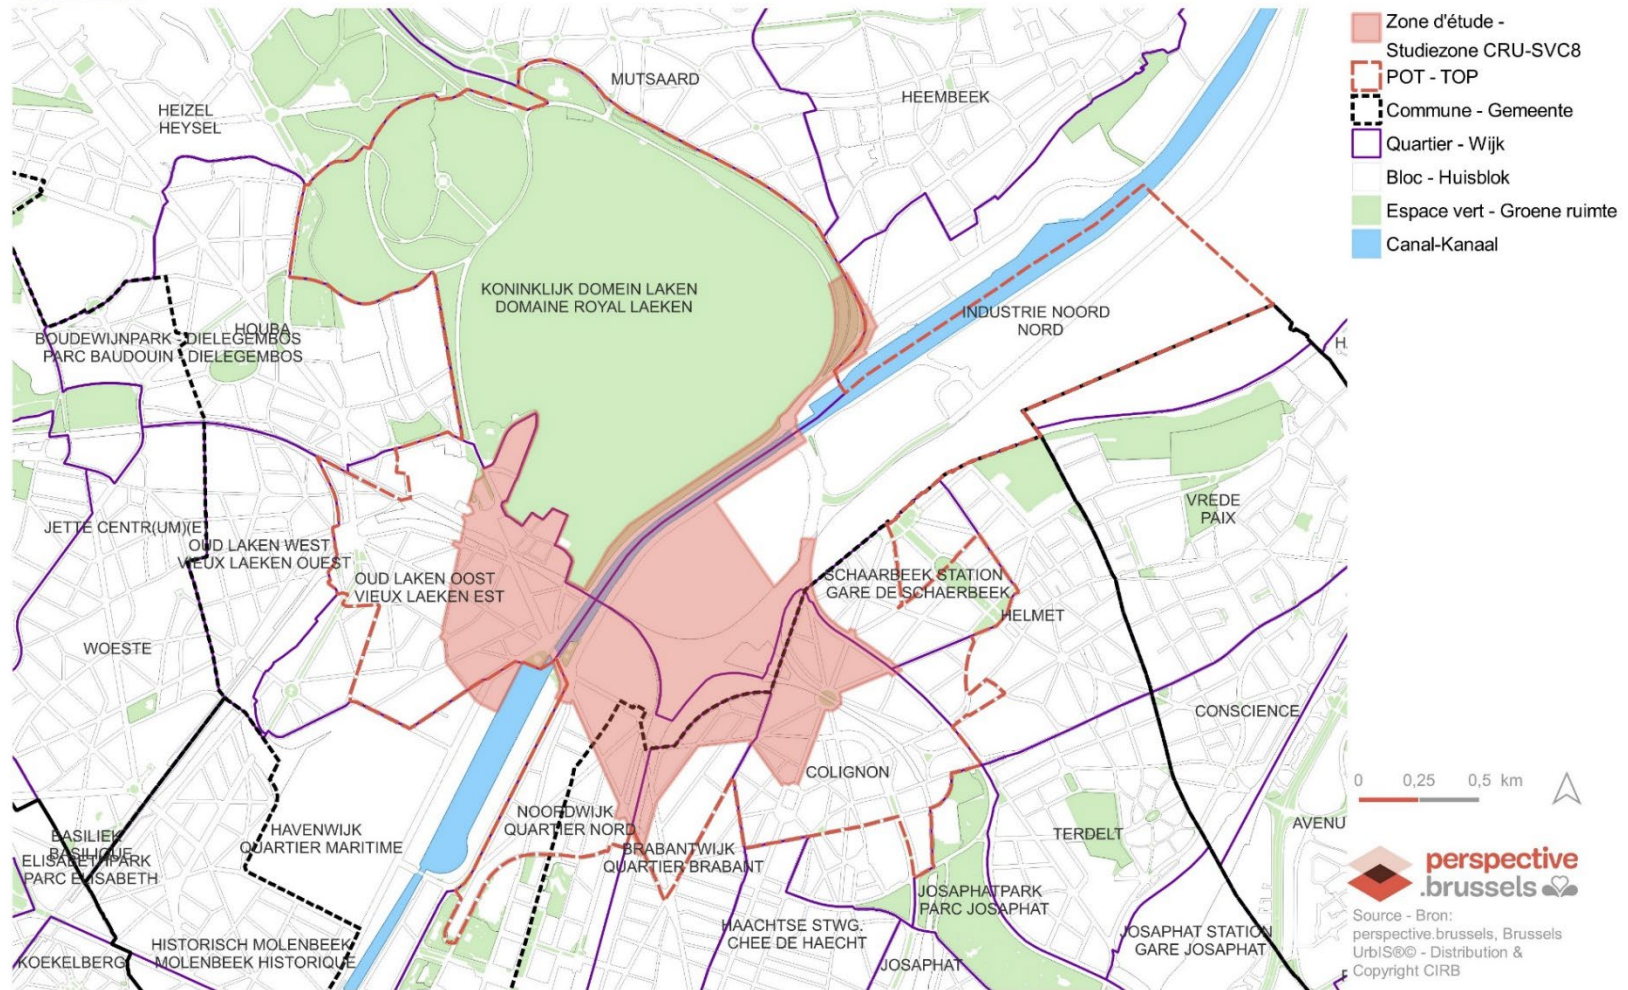 Zone d'étude -
Studiezone CRU-SVC8
POT - TOP
Commune - Gemeente
Quartier - Wijk
Bloc - Huisblok
Espace vert - Groene ruimte
Canal-Kanaal
MUTSAARD
HEEMBEEK
HEIZEL
HEYSEL
KONINKLIJK DOMEIN LAKEN
DOMAINE ROYAL LAEKEN
INDUSTRIE NOORD
NORD
HOUBA
BOUDEWIJNPARK - DIELEGEMBOS
PARC BAUDOUIN - DIELEGEMBOS
H
VREDE
PAIX
JETTE CENTR(UM)(E
OUD LAKEN WEST
VIEUX LAEKEN OUEST
OUD LAKEN OOST
VIEUX LAEKEN EST
SCHAARBEEK STATION
GARE DE SCHAERBEEK
HELMET
WOESTE
CONSCIENCE
COLIGNON
0 0,25 0,5 km
NOORDWIJK
QUARTIER NORD
HAVENWIJK
QUARTIER MARITIME
TERDELT
AVENU
BASILIEK
BASILIQUE
ELISABETHPARK
PARC ELISABETH
BRABANTWIJK
QUARTIER BRABANT
perspective
.brussels
JOSAPHATPARK
PARC JOSAPHAT
HAACHTSE STWG.
CHEE DE HAECHT
JOSAPHAT STATION
GARE JOSAPHAT
HISTORISCH MOLENBEEK
MOLENBEEK HISTORIQUE
KOEKELBERG
JOSAPHAT
Source - Bron:
perspective.brussels, Brussels
UrbIS®© - Distribution &
Copyright CIRB